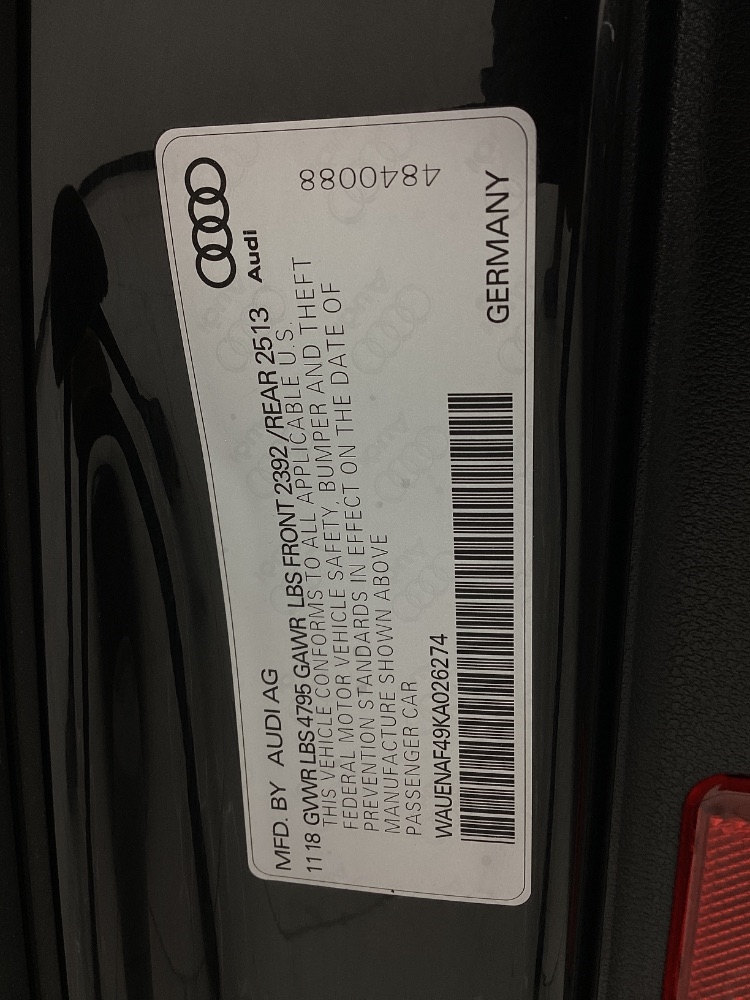 MFD. BY AUDI AG
11 18 GVWR LBS 4795 GAWR LBS FRONT 2392 /REAR 2513
THIS VEHICLE CONFORMS TO ALL APPLICABLE U.S.
FEDERAL MOTOR VEHICLE SAFETY, BUMPER AND THEFT
PREVENTION STANDARDS IN EFFECT ON THE DATE OF
MANUFACTURE SHOWN ABOVE
PASSENGER CAR
WAUENAF49KA026274
Audi
4840088
GERMANY